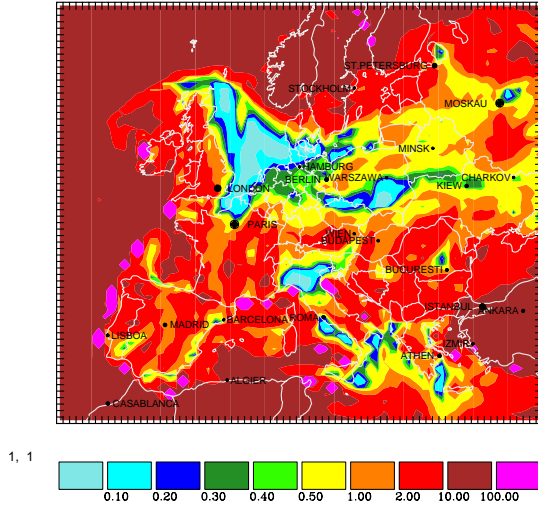 ST.PETERSBURG
STOCKHOLM
MOSKAU
MINSK
HAMBURG
BERLIN
WARSZAWA
CHARKOV
KIEW
LONDON
PARIS
WIEN
BUDAPEST
BUCURESTI
ISTANBUL
ANKARA
BARCELONA
ROMA
MADRID
LISBOA
IZMIR
ATHEN
ALGIER
CASABLANCA
1, 1
0.10 0.20 0.30 0.40 0.50 1.00 2.00 10.00 100.00